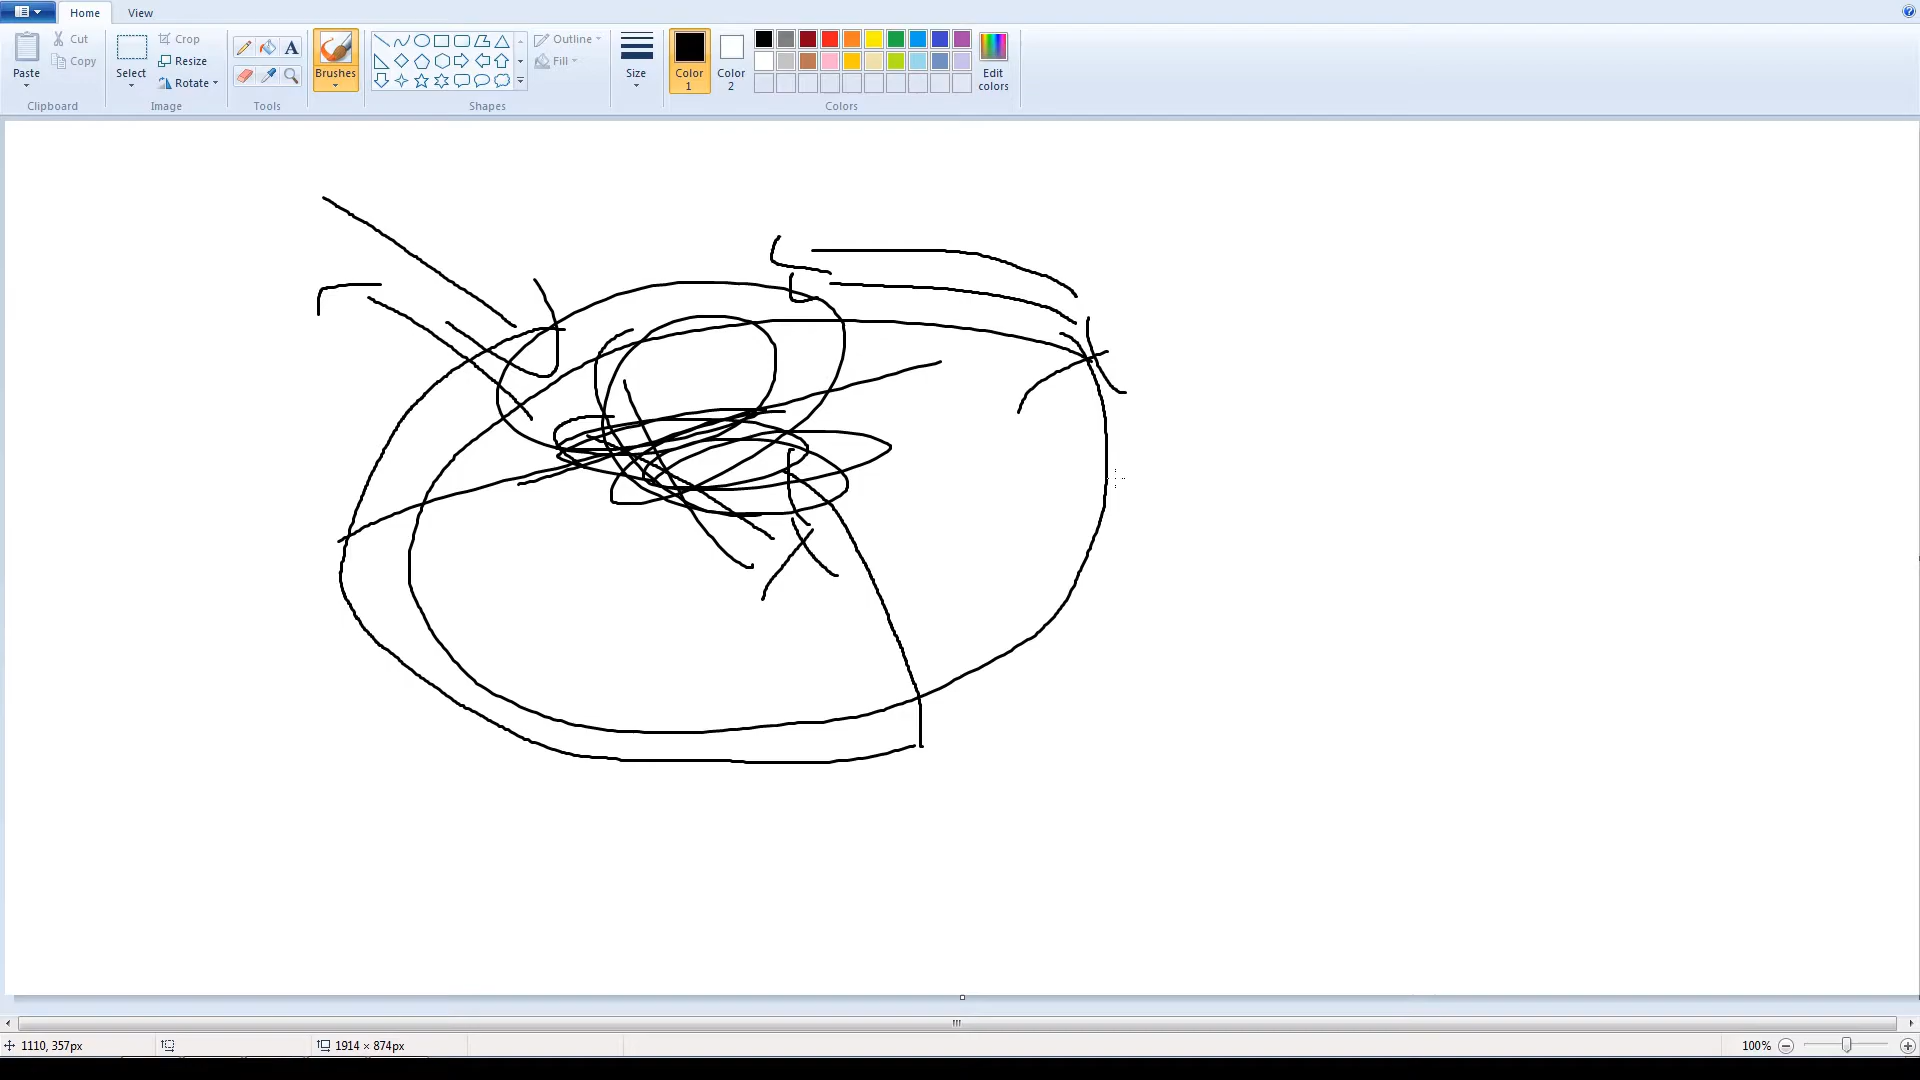 Home View
Paste Cut Copy Clipboard
Select Crop Resize Rotate Image
A Tools
Brushes
Shapes Outline Fill
Size
Color 1 Color 2 Edit colors Colors
1110, 357px 1914 × 874px 100%